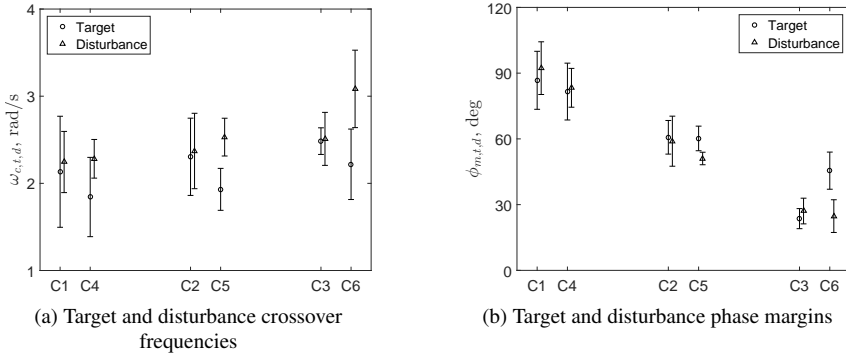 4
3
2
1
ω_{c,t,d}, rad/s
Target
Disturbance
C1 C4 C2 C5 C3 C6
(a) Target and disturbance crossover
frequencies
120
90
60
30
0
ϕ_{m,t,d}, deg
Target
Disturbance
C1 C4 C2 C5 C3 C6
(b) Target and disturbance phase margins